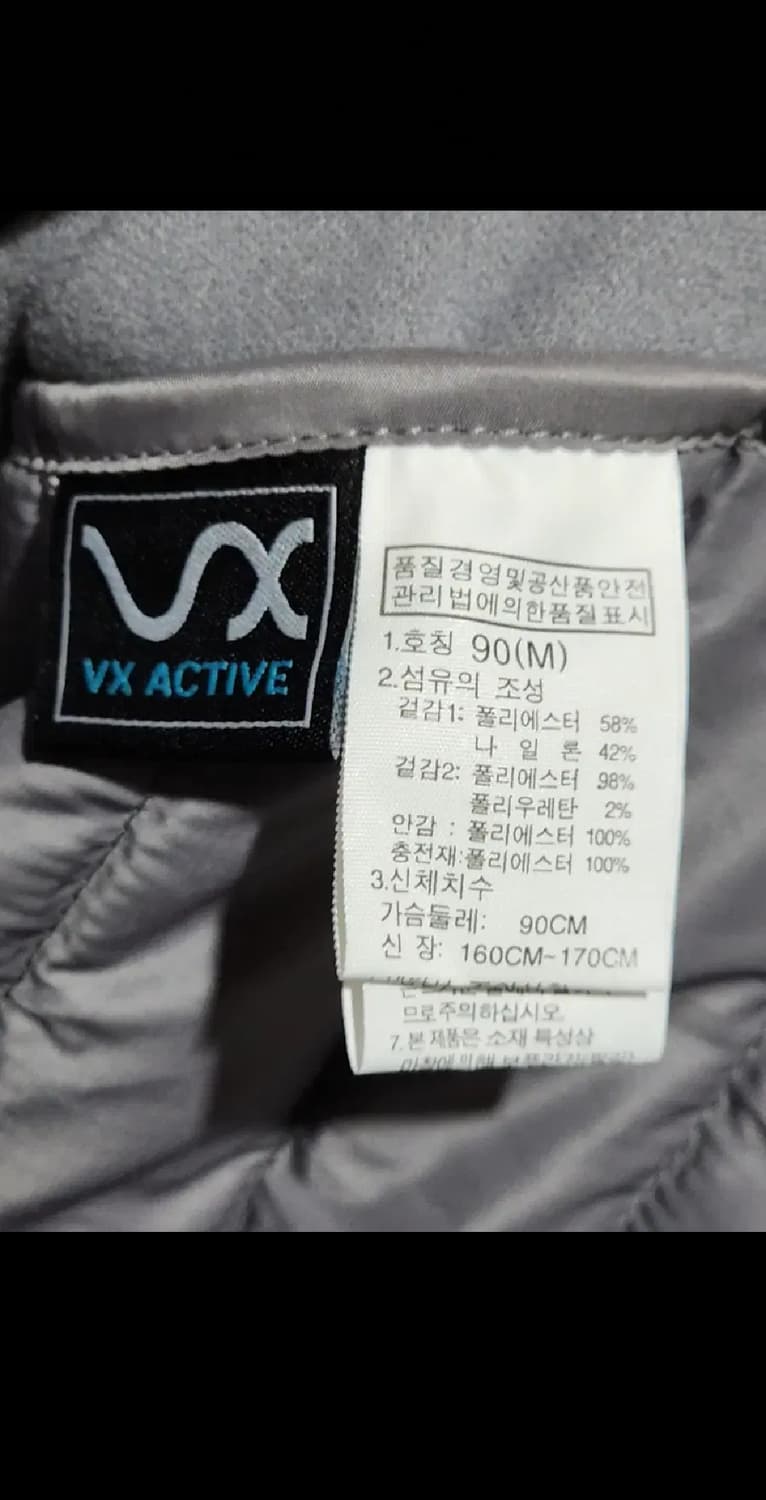 VX
VX ACTIVE
품질경영및공산품안전
관리법에의한품질표시
1.호칭 90(M)
2.섬유의 조성
겉감1: 폴리에스터 58%
나 일 론 42%
겉감2: 폴리에스터 98%
폴리우레탄 2%
안감 : 폴리에스터 100%
충전재:폴리에스터 100%
3.신체치수
가슴둘레: 90CM
신 장: 160CM~170CM
므로주의하십시오.
7.본 제품은 소재 특성상